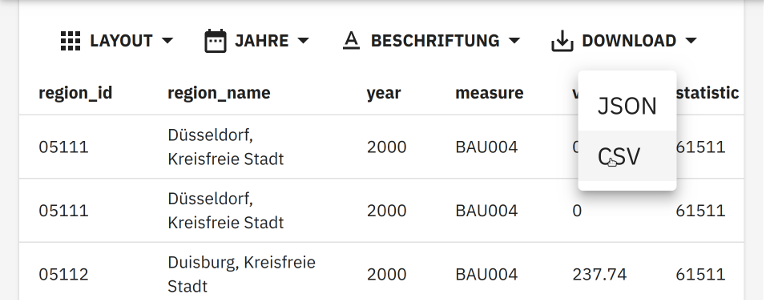 LAYOUT JAHRE BESCHRIFTUNG DOWNLOAD
region_id region_name year measure v statistic
JSON
05111 Düsseldorf, Kreisfreie Stadt 2000 BAU004 0 61511
CSV
05111 Düsseldorf, Kreisfreie Stadt 2000 BAU004 0 61511
05112 Duisburg, Kreisfreie Stadt 2000 BAU004 237.74 61511